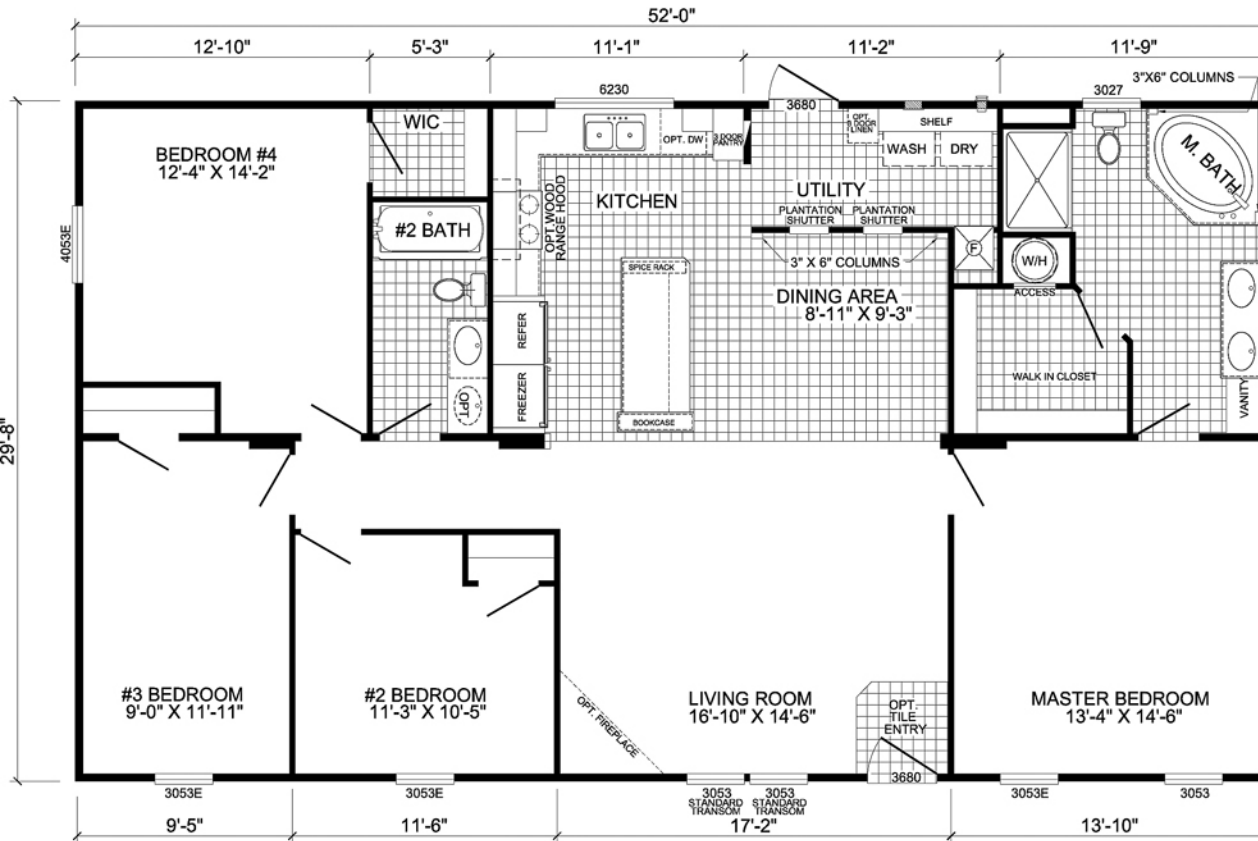 52'-0"
12'-10"
5'-3"
11'-1"
11'-2"
11'-9"
3"X6" COLUMNS
6230
3680
3027
WIC
BEDROOM #4
12'-4" X 14'-2"
OPT. DW
3 DOOR
PANTRY
OPT.
3 DOOR
LINEN
SHELF
WASH
DRY
M. BATH
UTILITY
KITCHEN
OPT.WOOD
RANGE HOOD
PLANTATION
SHUTTER
PLANTATION
SHUTTER
#2 BATH
4053E
F
W/H
ACCESS
3" X 6" COLUMNS
SPICE RACK
DINING AREA
8'-11" X 9'-3"
REFER
FREEZER
OPT
BOOKCASE
WALK IN CLOSET
VANITY
29'-8"
#3 BEDROOM
9'-0" X 11'-11"
#2 BEDROOM
11'-3" X 10'-5"
OPT. FIREPLACE
LIVING ROOM
16'-10" X 14'-6"
OPT.
TILE
ENTRY
MASTER BEDROOM
13'-4" X 14'-6"
3680
3053E
3053E
3053
STANDARD
TRANSOM
3053
STANDARD
TRANSOM
3053E
3053
9'-5"
11'-6"
17'-2"
13'-10"